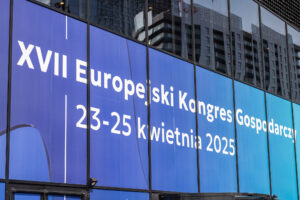 XVII Europejski Kongres Gospodarczy
23-25 kwietnia 2025